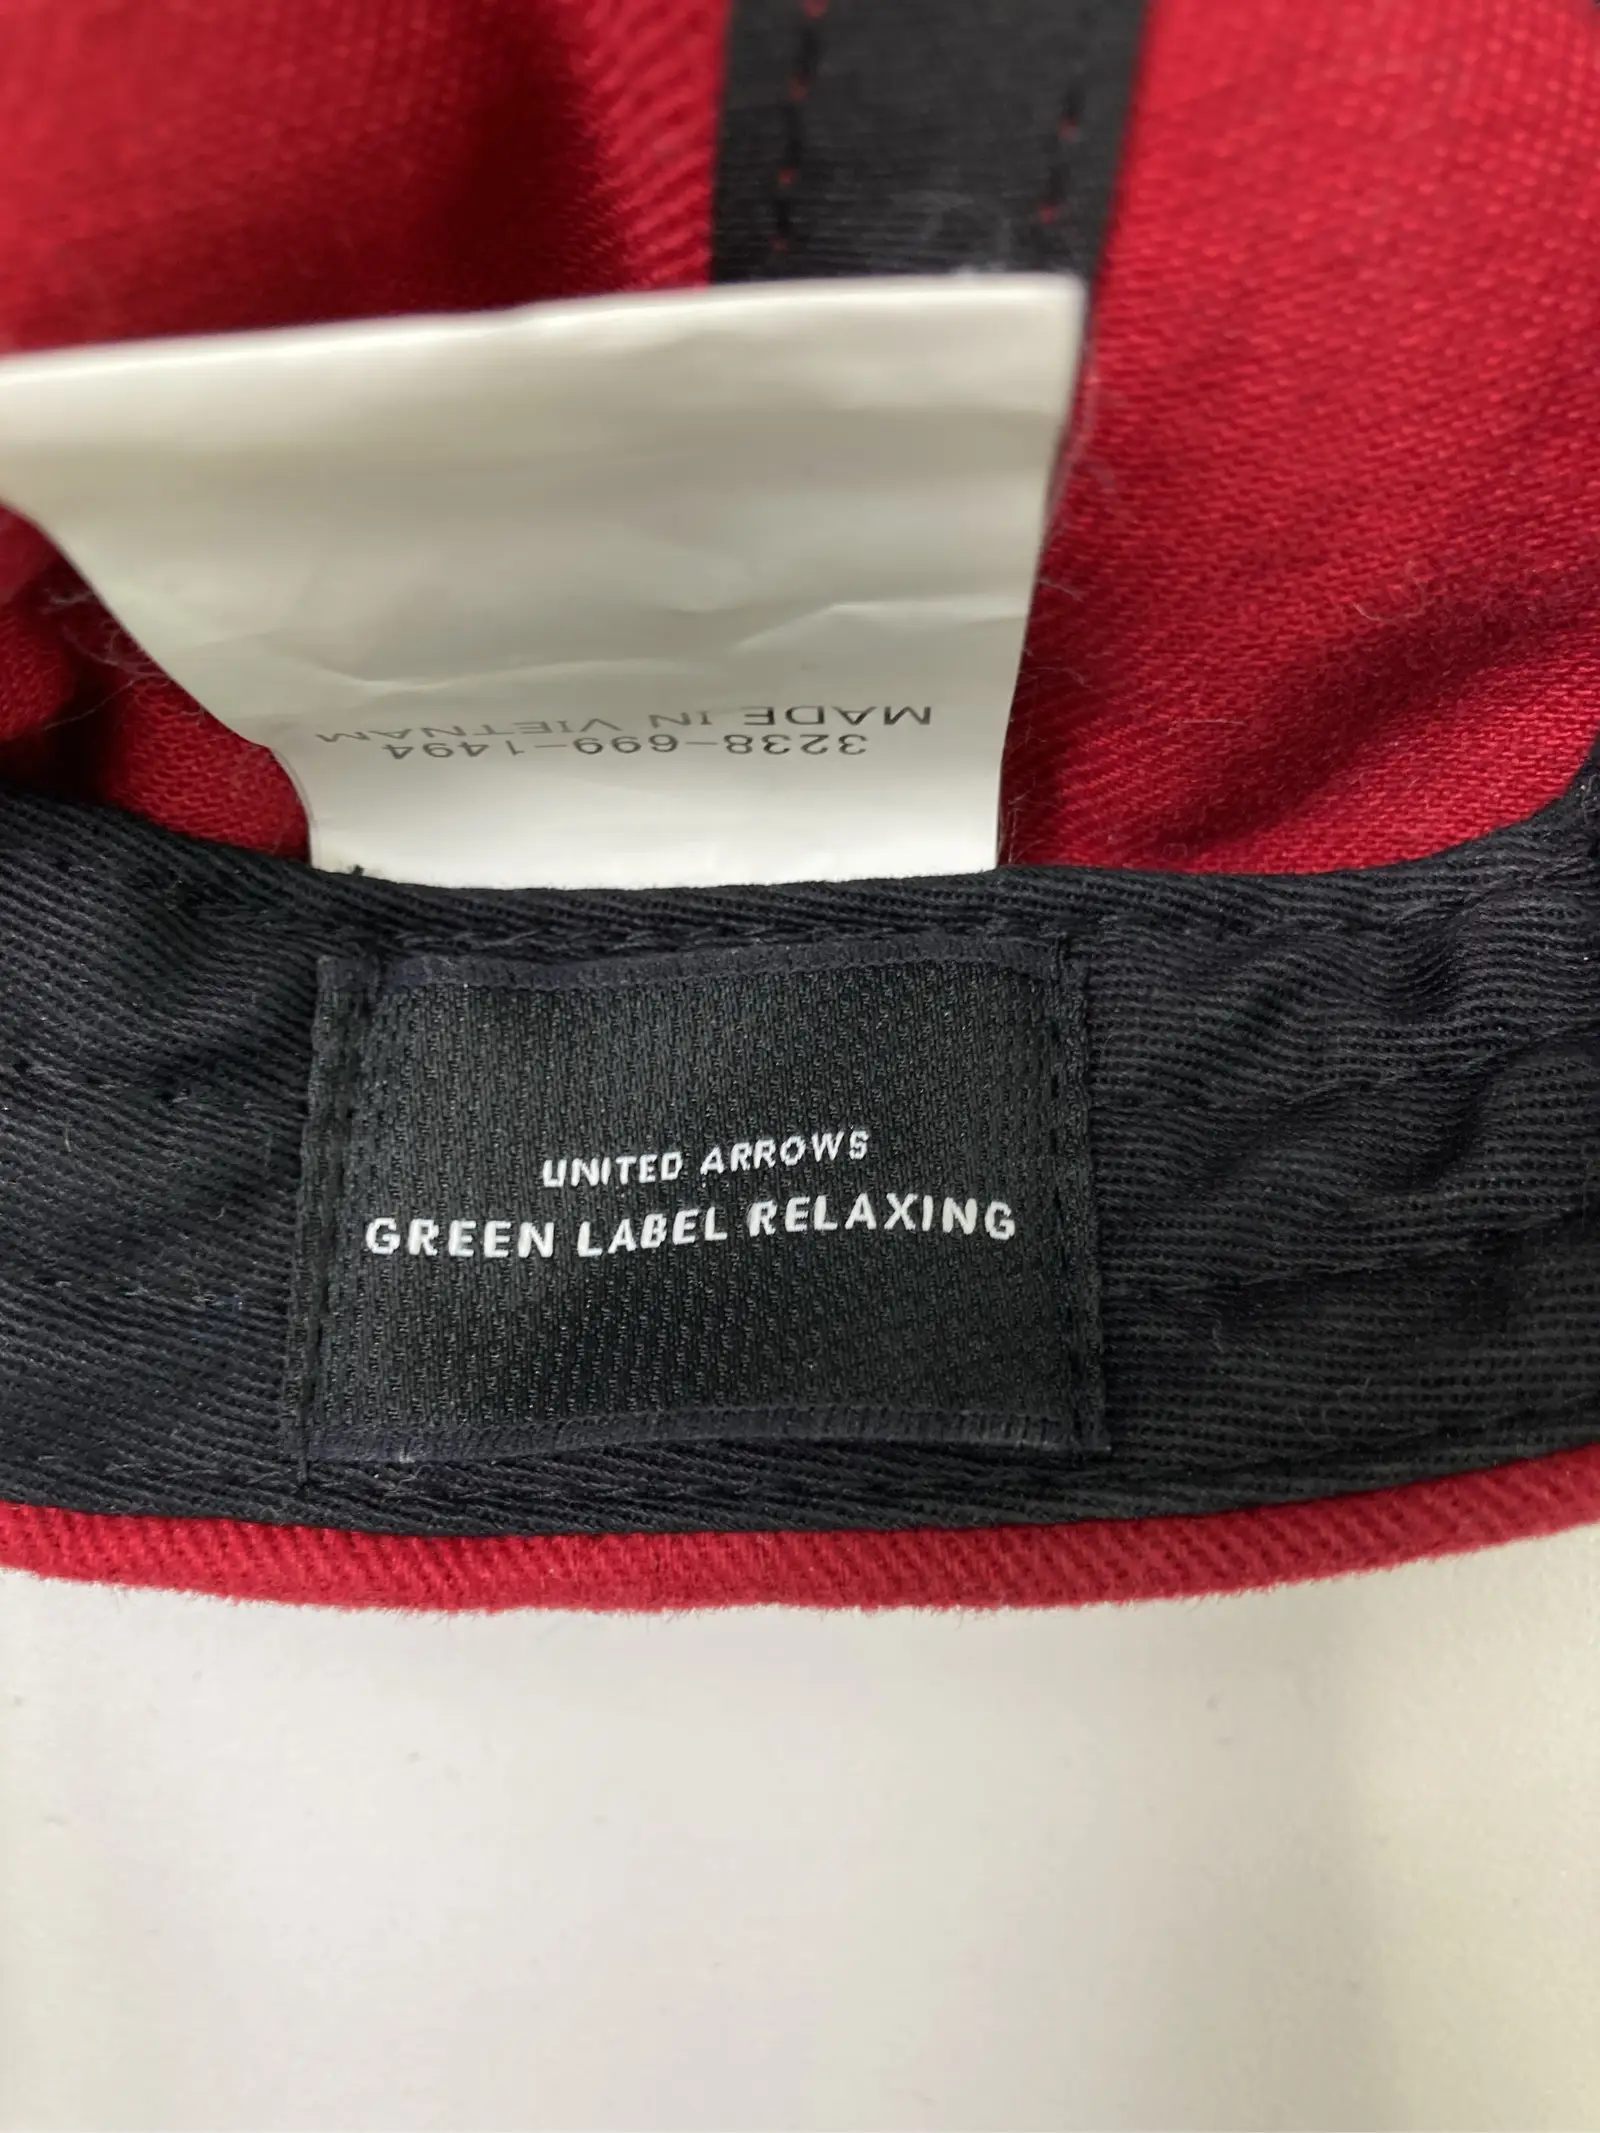 MADE IN VIETNAM
3238-699-1494
UNITED ARROWS
GREEN LABEL RELAXING